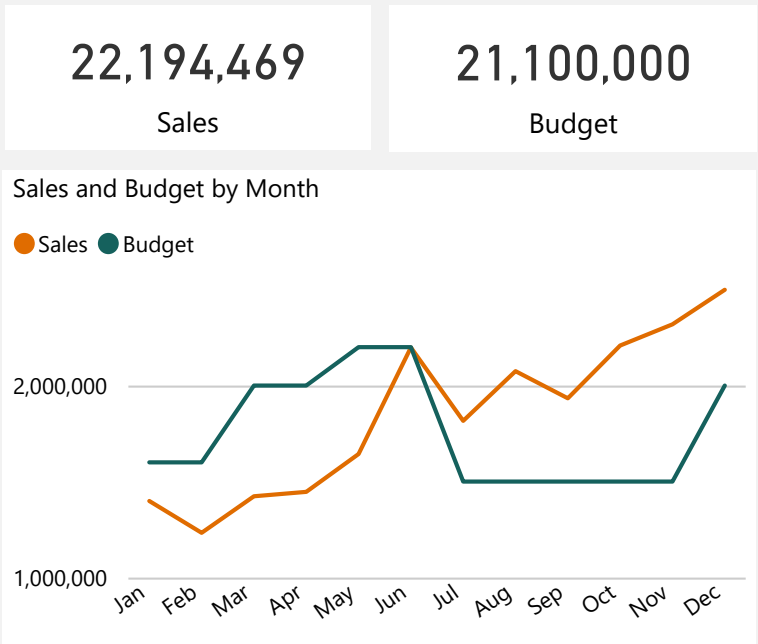 22,194,469
Sales
21,100,000
Budget
Sales and Budget by Month
Sales Budget
2,000,000
1,000,000
Jan Feb Mar Apr May Jun Jul Aug Sep Oct Nov Dec